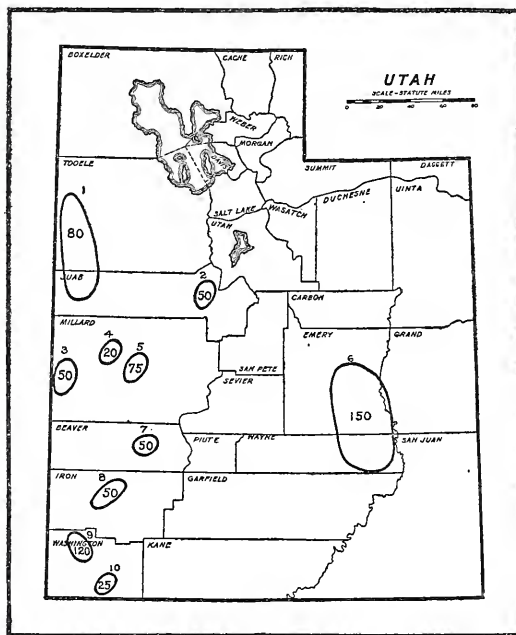 BOXELDER
CACHE
RICH
UTAH
SCALE - STATUTE MILES
0 20 40 60 80
WEBER
MORGAN
TOOELE
SUMMIT
DAGGETT
1
80
DUCHESNE
UINTA
SALT LAKE
WASATCH
UTAH
JUAB
2
50
CARBON
MILLARD
EMERY
GRAND
3
50
4
20
5
75
SAN PETE
SEVIER
6
150
BEAVER
7
50
PIUTE
WAYNE
SAN JUAN
IRON
8
50
GARFIELD
WASHINGTON
9
120
KANE
10
25